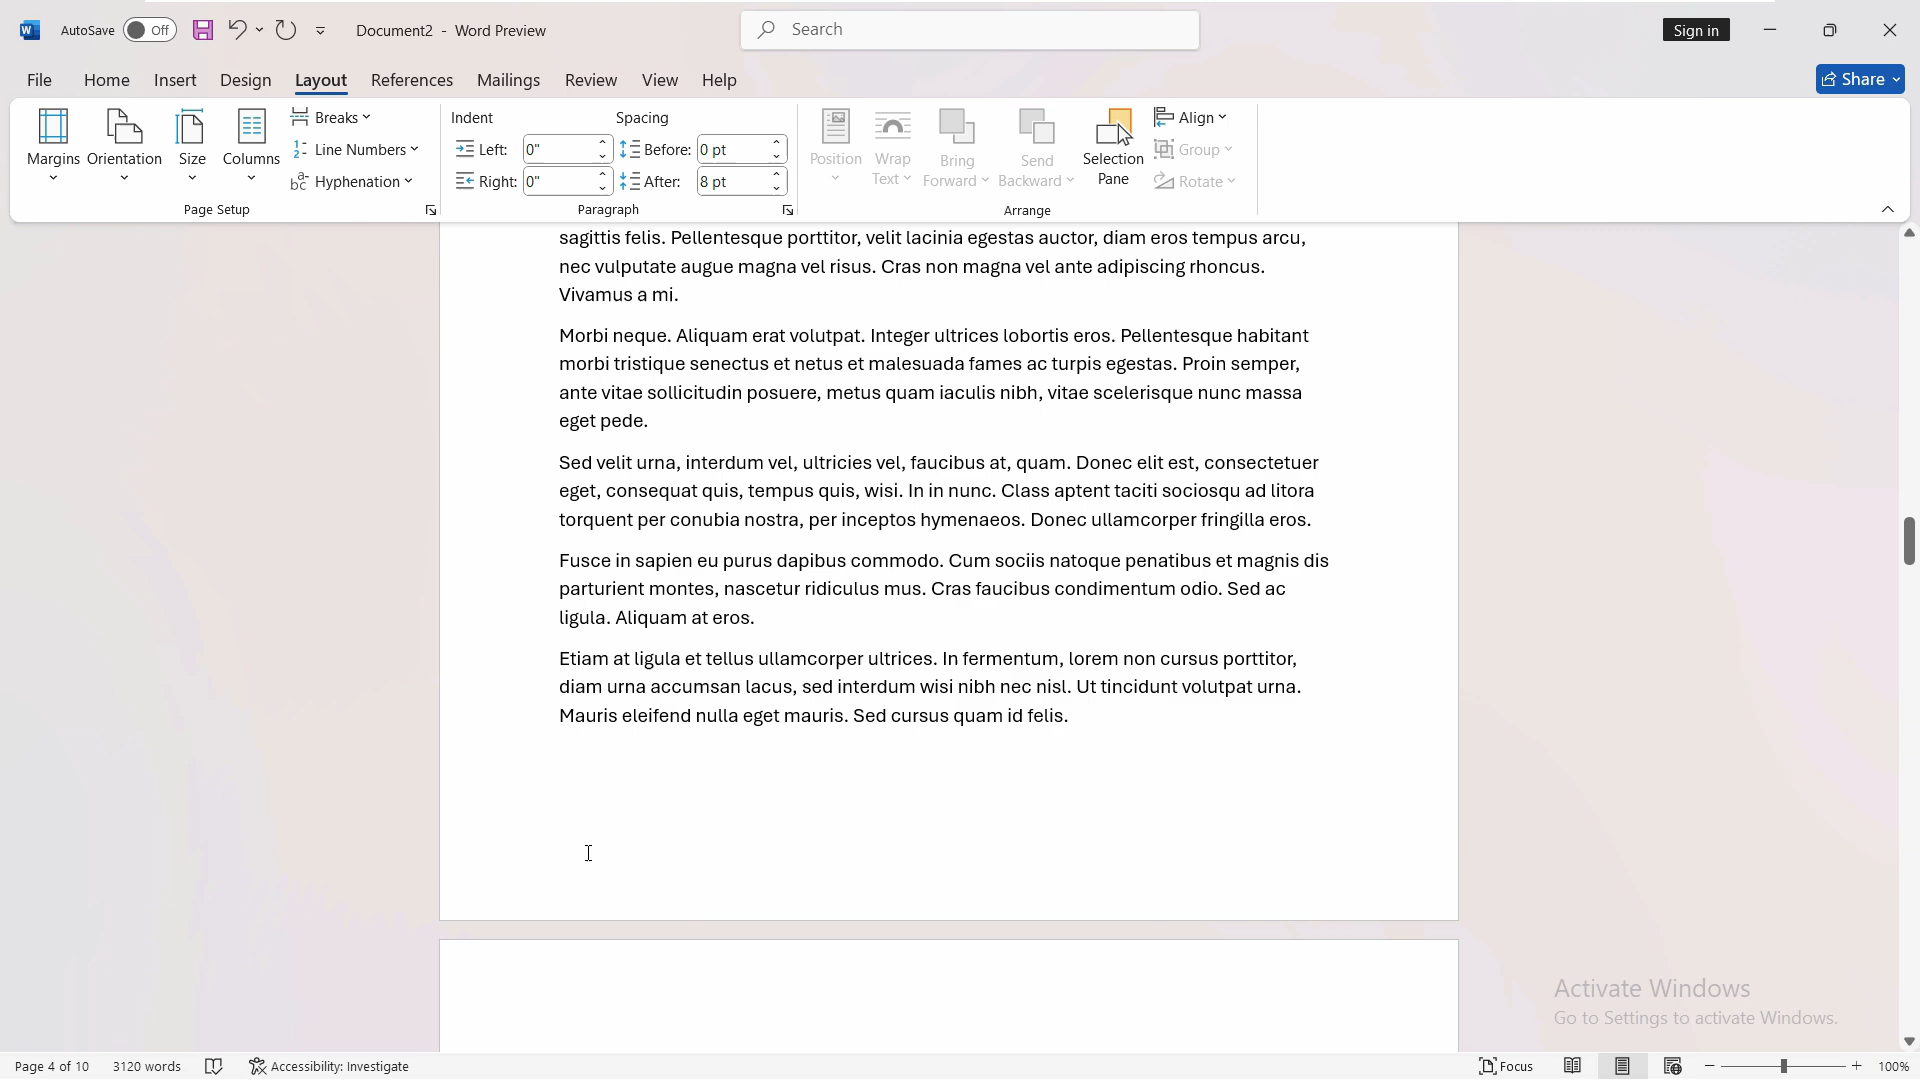 AutoSave Off Document2 - Word Preview Search Sign in
File Home Insert Design Layout References Mailings Review View Help Share
Margins Orientation Size Columns Breaks Line Numbers Hyphenation
Page Setup
Indent Spacing
Left: 0" Before: 0 pt
Right: 0" After: 8 pt
Paragraph
Position Wrap Text Bring Forward Send Backward Selection Pane Align Group Rotate
Arrange
sagittis felis. Pellentesque porttitor, velit lacinia egestas auctor, diam eros tempus arcu,
nec vulputate augue magna vel risus. Cras non magna vel ante adipiscing rhoncus.
Vivamus a mi.
Morbi neque. Aliquam erat volutpat. Integer ultrices lobortis eros. Pellentesque habitant
morbi tristique senectus et netus et malesuada fames ac turpis egestas. Proin semper,
ante vitae sollicitudin posuere, metus quam iaculis nibh, vitae scelerisque nunc massa
eget pede.
Sed velit urna, interdum vel, ultricies vel, faucibus at, quam. Donec elit est, consectetuer
eget, consequat quis, tempus quis, wisi. In in nunc. Class aptent taciti sociosqu ad litora
torquent per conubia nostra, per inceptos hymenaeos. Donec ullamcorper fringilla eros.
Fusce in sapien eu purus dapibus commodo. Cum sociis natoque penatibus et magnis dis
parturient montes, nascetur ridiculus mus. Cras faucibus condimentum odio. Sed ac
ligula. Aliquam at eros.
Etiam at ligula et tellus ullamcorper ultrices. In fermentum, lorem non cursus porttitor,
diam urna accumsan lacus, sed interdum wisi nibh nec nisl. Ut tincidunt volutpat urna.
Mauris eleifend nulla eget mauris. Sed cursus quam id felis.
Activate Windows
Go to Settings to activate Windows.
Page 4 of 10 3120 words Accessibility: Investigate Focus 100%